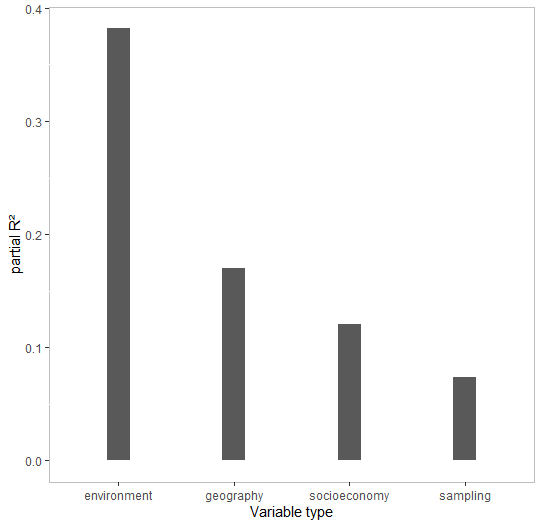 partial R²
0.4
0.3
0.2
0.1
0.0
environment geography socioeconomy sampling
Variable type